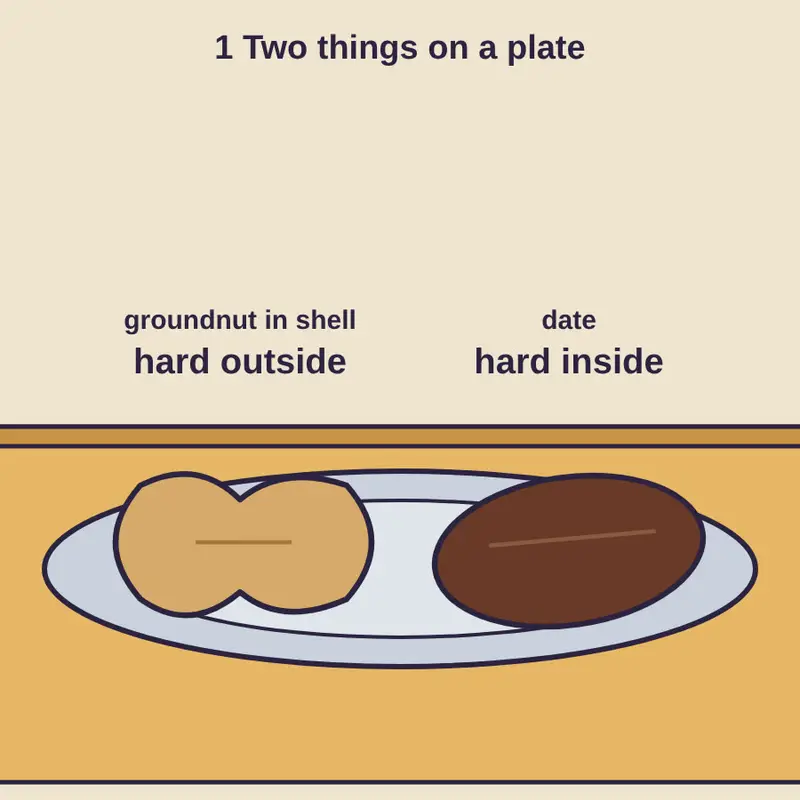 1 Two things on a plate
groundnut in shell
hard outside
date
hard inside